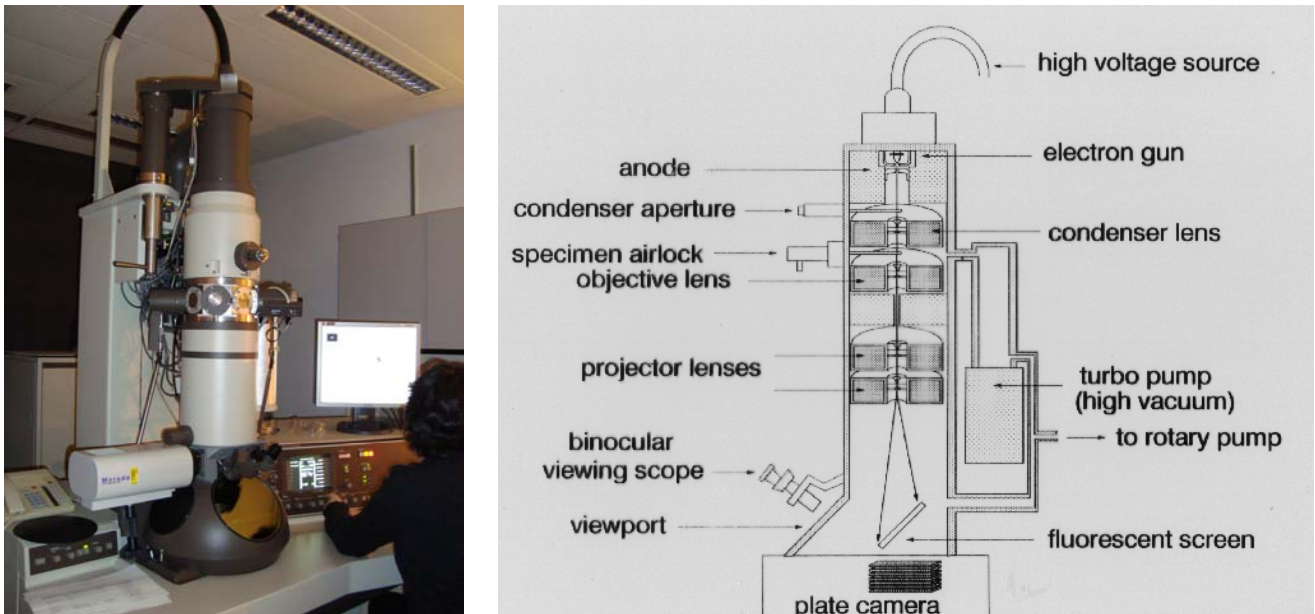 Morada
high voltage source
electron gun
anode
condenser aperture
condenser lens
specimen airlock
objective lens
projector lenses
turbo pump
(high vacuum)
to rotary pump
binocular
viewing scope
viewport
fluorescent screen
plate camera